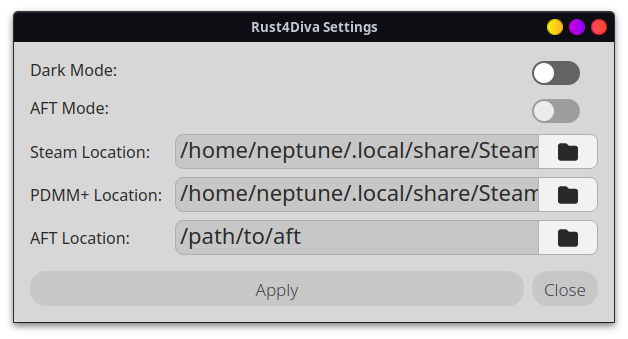 Rust4Diva Settings
Dark Mode:
AFT Mode:
Steam Location: /home/neptune/.local/share/Steam
PDMM+ Location: /home/neptune/.local/share/Steam
AFT Location: /path/to/aft
Apply Close